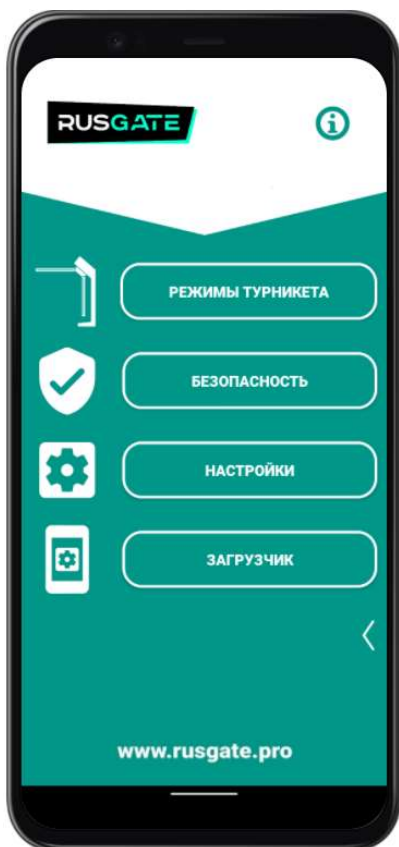 RUSGATE
РЕЖИМЫ ТУРНИКЕТА
БЕЗОПАСНОСТЬ
НАСТРОЙКИ
ЗАГРУЗЧИК
www.rusgate.pro